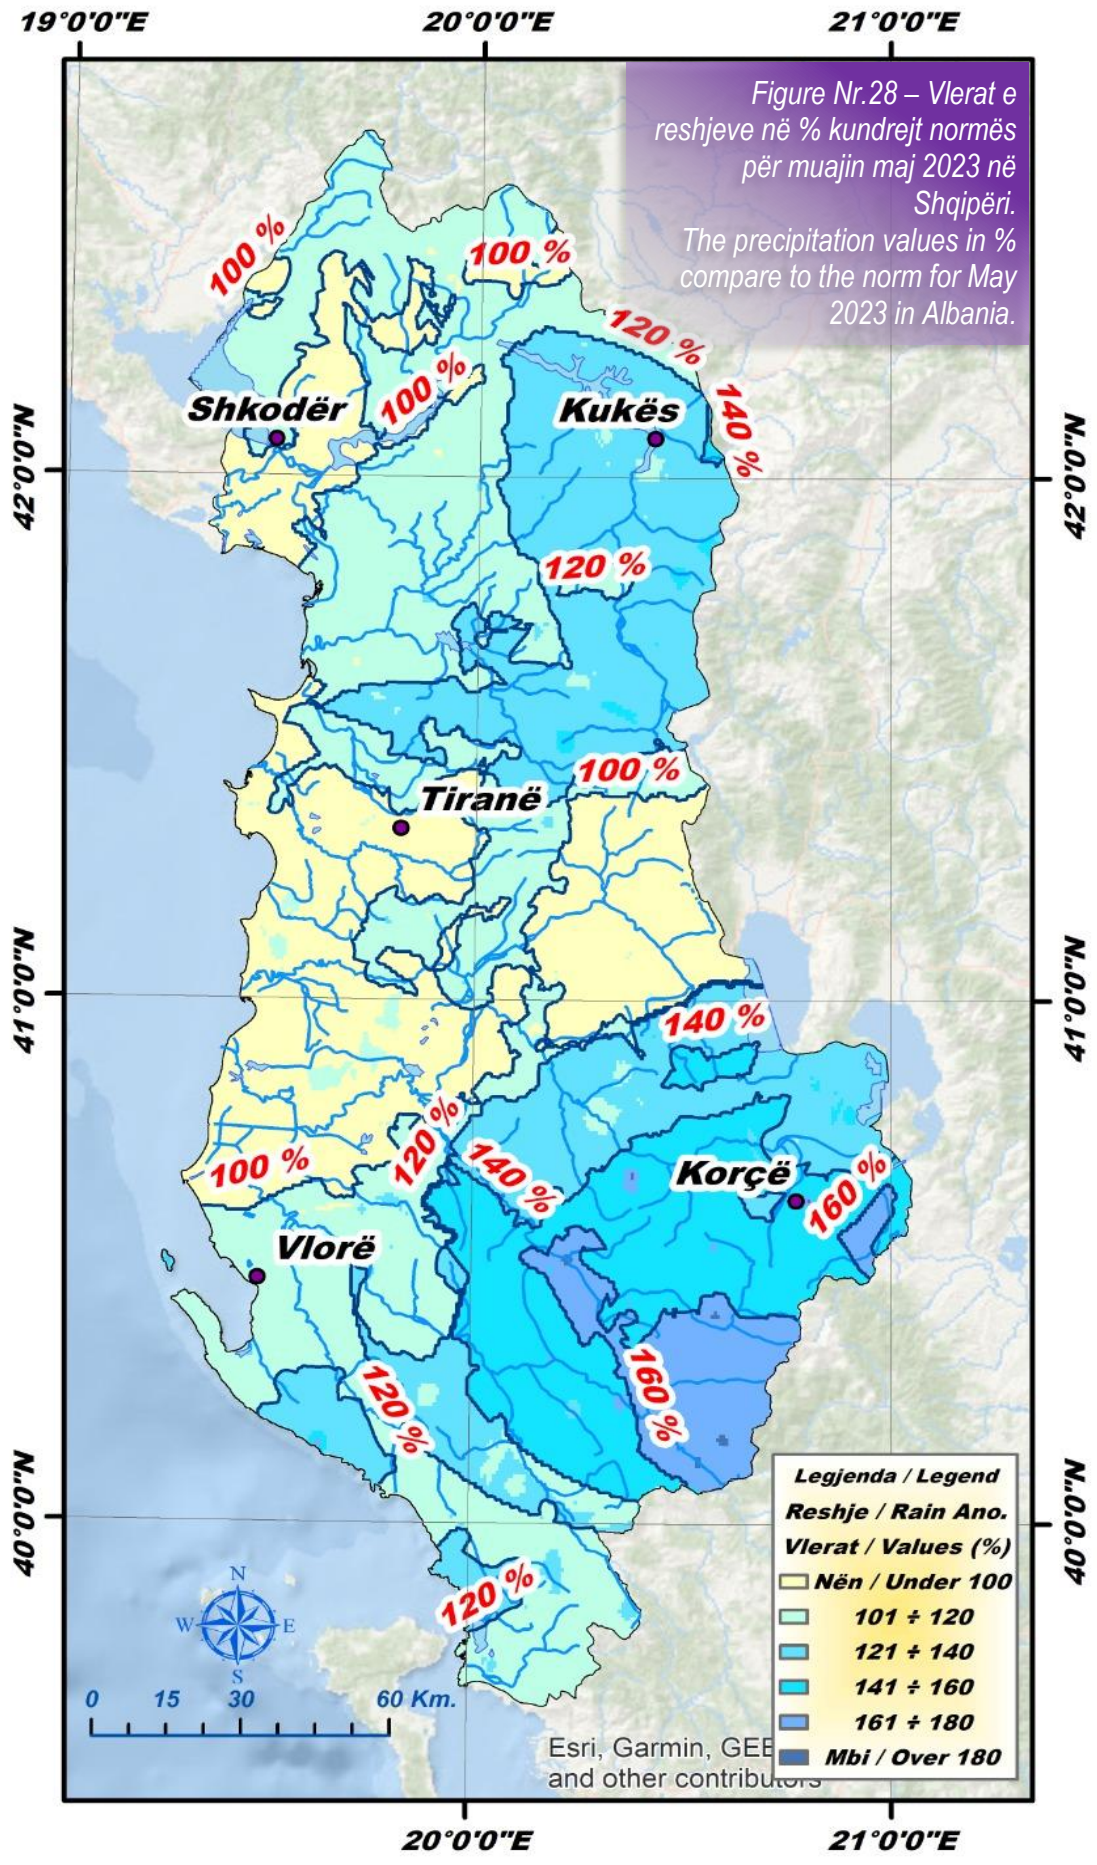 19°0'0"E 20°0'0"E 21°0'0"E
Figure Nr.28 – Vlerat e
reshjeve në % kundrejt normës
për muajin maj 2023 në
Shqipëri.
The precipitation values in %
compare to the norm for May
2023 in Albania.
100 %
100 %
120 %
100 %
140 %
Shkodër
Kukës
42°0'0"N
42°0'0"N
120 %
100 %
Tiranë
41°0'0"N
41°0'0"N
140 %
120 %
100 %
140 %
Korçë
160 %
Vlorë
160 %
120 %
40°0'0"N
40°0'0"N
120 %
Legjenda / Legend
Reshje / Rain Ano.
Vlerat / Values (%)
Nën / Under 100
101 ÷ 120
121 ÷ 140
141 ÷ 160
161 ÷ 180
Mbi / Over 180
N
W E
S
0 15 30 60 Km.
Esri, Garmin, GEB
and other contributors
20°0'0"E 21°0'0"E